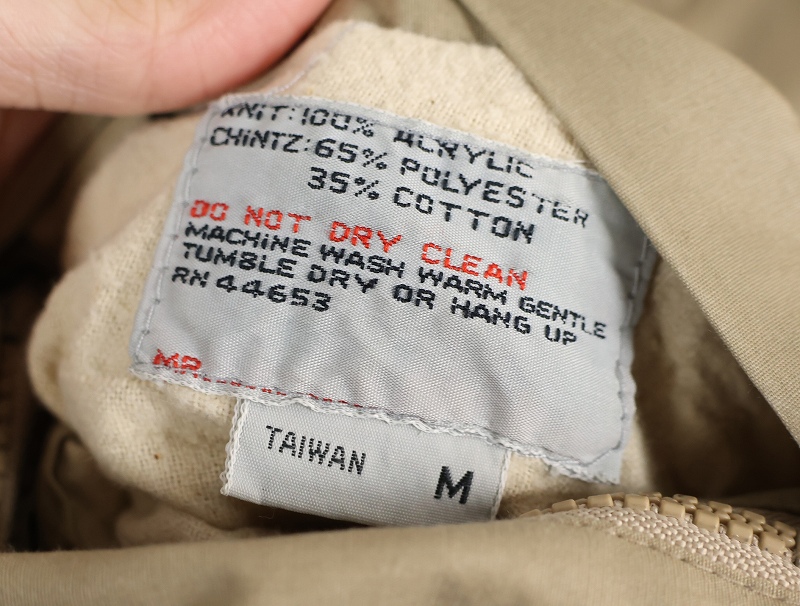 KNIT: 100% ACRYLIC
CHINTZ: 65% POLYESTER
35% COTTON
DO NOT DRY CLEAN
MACHINE WASH WARM GENTLE
TUMBLE DRY OR HANG UP
RN 44653
MR
TAIWAN
M